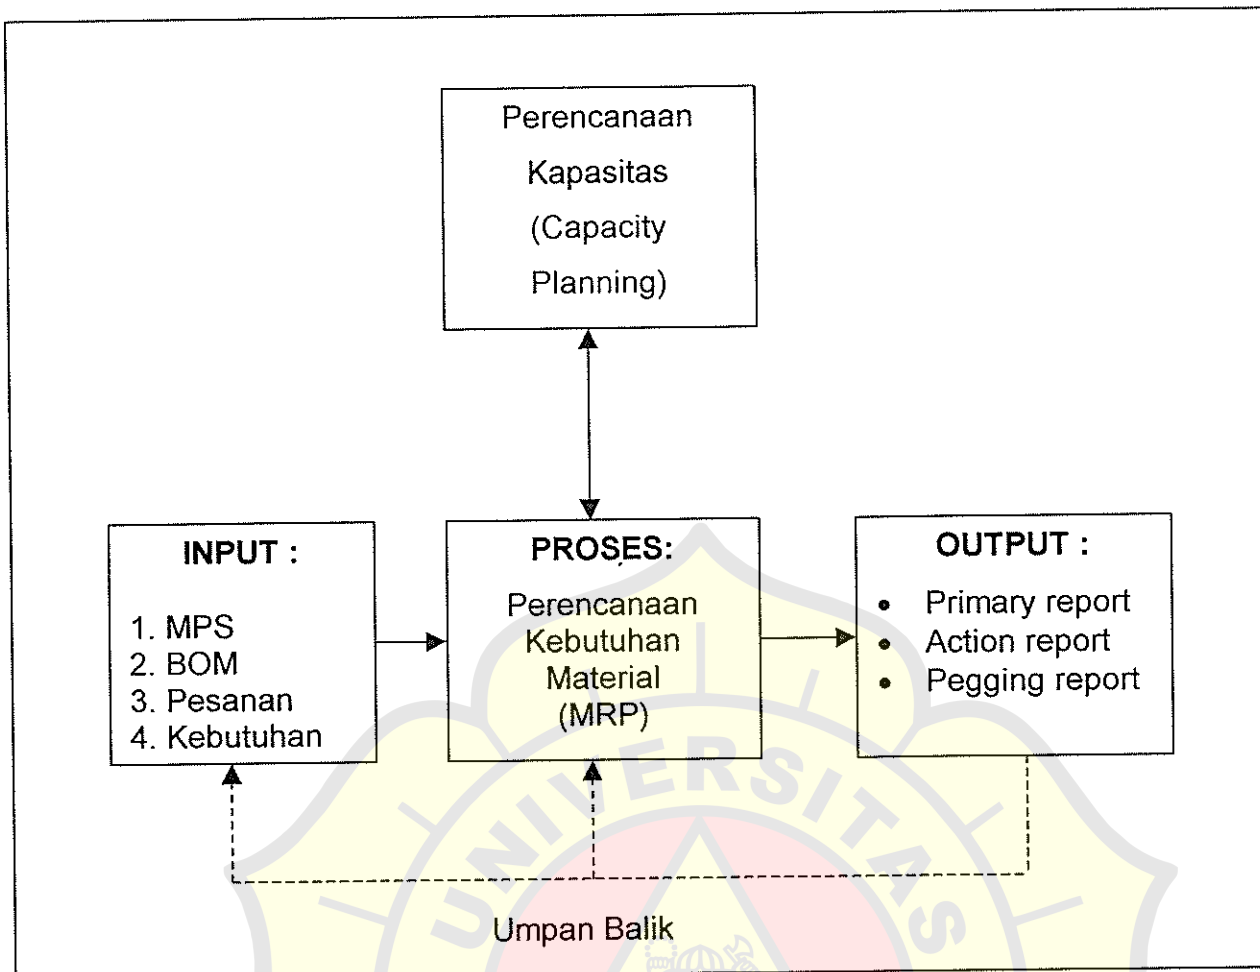 Perencanaan
Kapasitas
(Capacity
Planning)
INPUT :
1. MPS
2. BOM
3. Pesanan
4. Kebutuhan
PROSES:
Perencanaan
Kebutuhan
Material
(MRP)
OUTPUT :
• Primary report
• Action report
• Pegging report
Umpan Balik
UNIVERSITAS